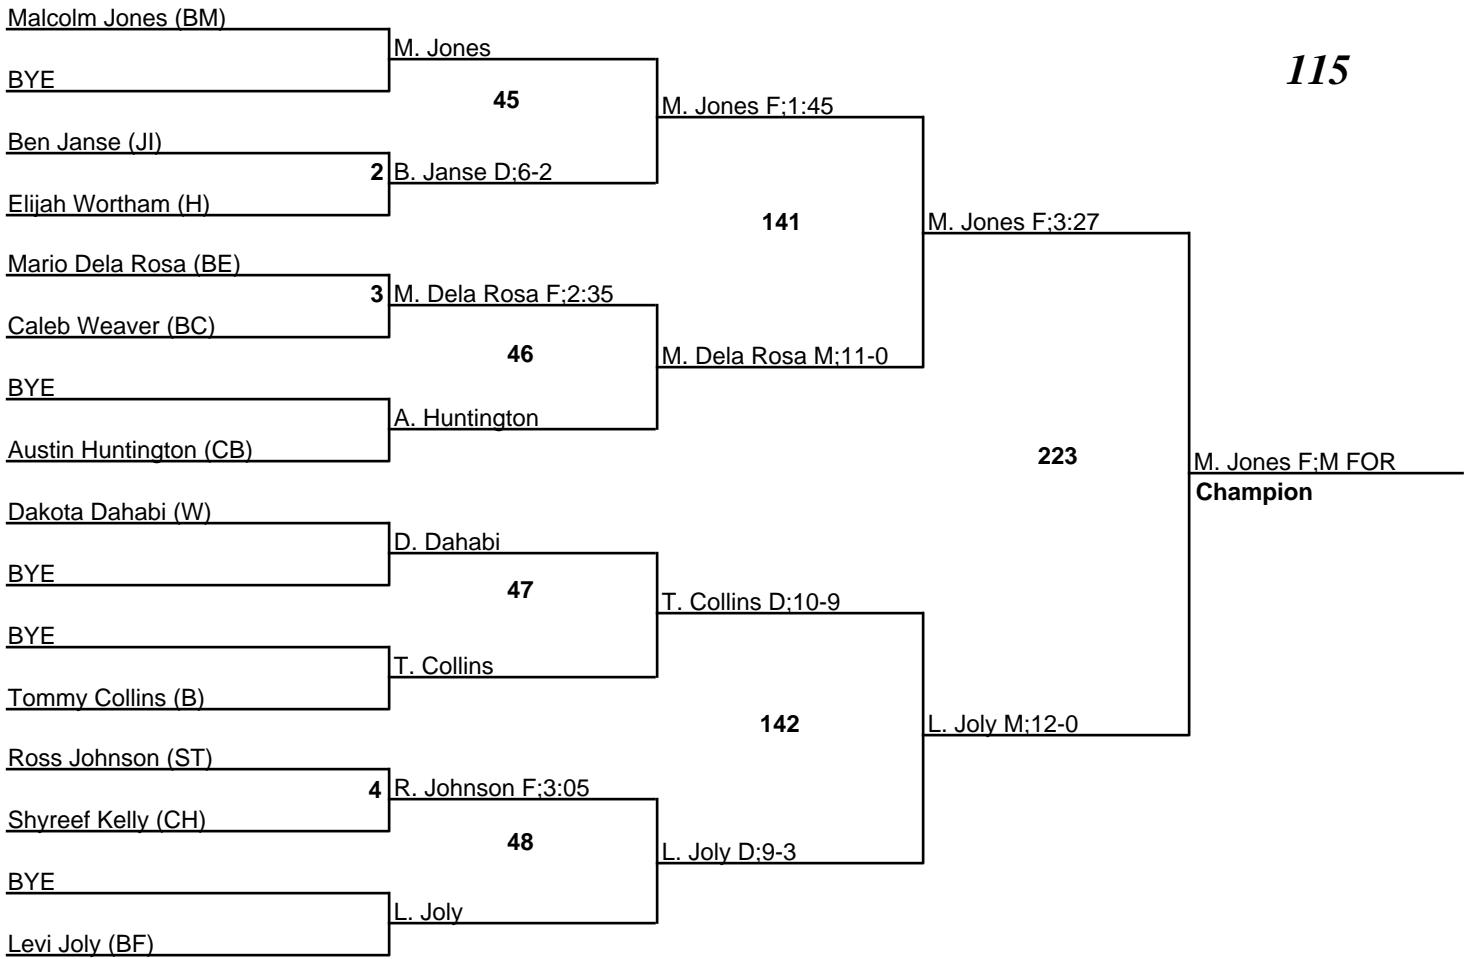 Malcolm Jones (BM)
M. Jones
115
BYE
45
M. Jones F;1:45
Ben Janse (JI)
2 B. Janse D;6-2
Elijah Wortham (H)
141
M. Jones F;3:27
Mario Dela Rosa (BE)
3 M. Dela Rosa F;2:35
Caleb Weaver (BC)
46
M. Dela Rosa M;11-0
BYE
A. Huntington
Austin Huntington (CB)
223
M. Jones F;M FOR
Champion
Dakota Dahabi (W)
D. Dahabi
BYE
47
T. Collins D;10-9
BYE
T. Collins
Tommy Collins (B)
142
L. Joly M;12-0
Ross Johnson (ST)
4 R. Johnson F;3:05
Shyreef Kelly (CH)
48
L. Joly D;9-3
BYE
L. Joly
Levi Joly (BF)